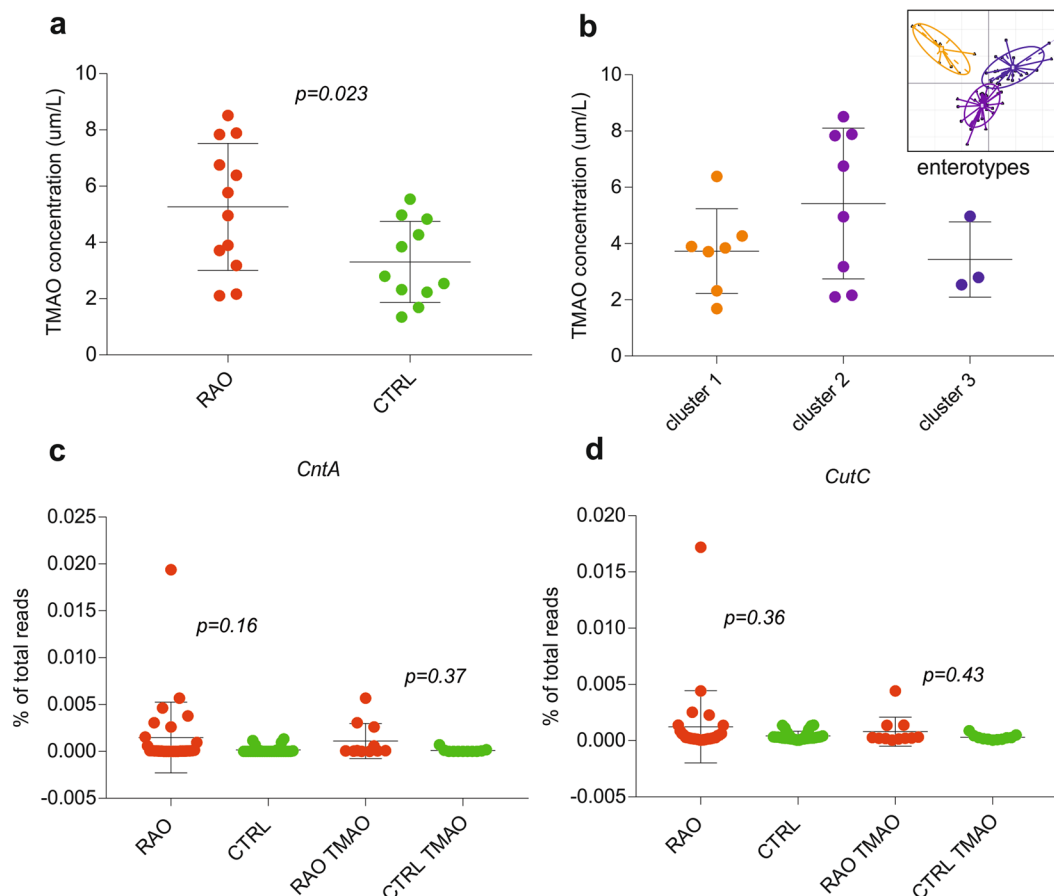 a
TMAO concentration (um/L)
10
8
6
4
2
0
p=0.023
RAO
CTRL
b
TMAO concentration (um/L)
10
8
6
4
2
0
enterotypes
cluster 1
cluster 2
cluster 3
c
CntA
% of total reads
0.025
0.020
0.015
0.010
0.005
0.000
-0.005
p=0.16
p=0.37
RAO
CTRL
RAO TMAO
CTRL TMAO
d
CutC
% of total reads
0.020
0.015
0.010
0.005
0.000
-0.005
p=0.36
p=0.43
RAO
CTRL
RAO TMAO
CTRL TMAO